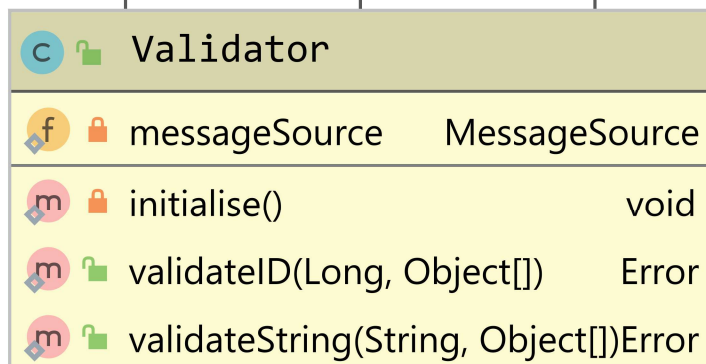 C Validator
f messageSource MessageSource
m initialise() void
m validateID(Long, Object[]) Error
m validateString(String, Object[])Error